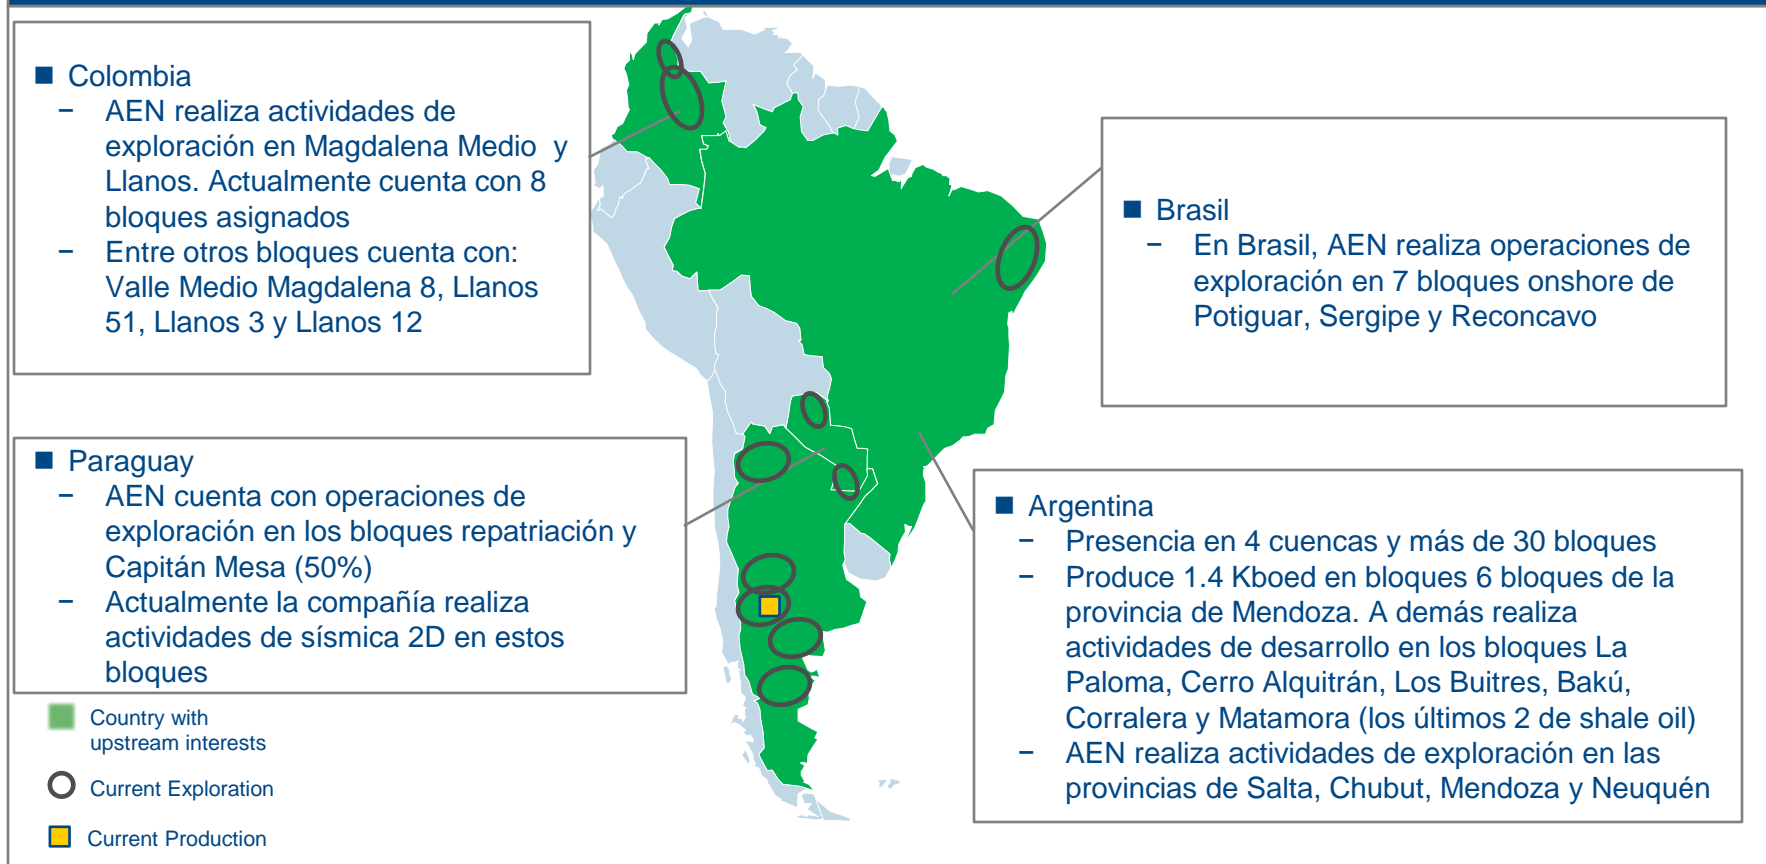 ■ Colombia
− AEN realiza actividades de
exploración en Magdalena Medio y
Llanos. Actualmente cuenta con 8
bloques asignados
− Entre otros bloques cuenta con:
Valle Medio Magdalena 8, Llanos
51, Llanos 3 y Llanos 12
■ Brasil
− En Brasil, AEN realiza operaciones de
exploración en 7 bloques onshore de
Potiguar, Sergipe y Reconcavo
■ Paraguay
− AEN cuenta con operaciones de
exploración en los bloques repatriación y
Capitán Mesa (50%)
− Actualmente la compañía realiza
actividades de sísmica 2D en estos
bloques
■ Argentina
− Presencia en 4 cuencas y más de 30 bloques
− Produce 1.4 Kboed en bloques 6 bloques de la
provincia de Mendoza. A demás realiza
actividades de desarrollo en los bloques La
Paloma, Cerro Alquitrán, Los Buitres, Bakú,
Corralera y Matamora (los últimos 2 de shale oil)
− AEN realiza actividades de exploración en las
provincias de Salta, Chubut, Mendoza y Neuquén
Country with
upstream interests
Current Exploration
Current Production